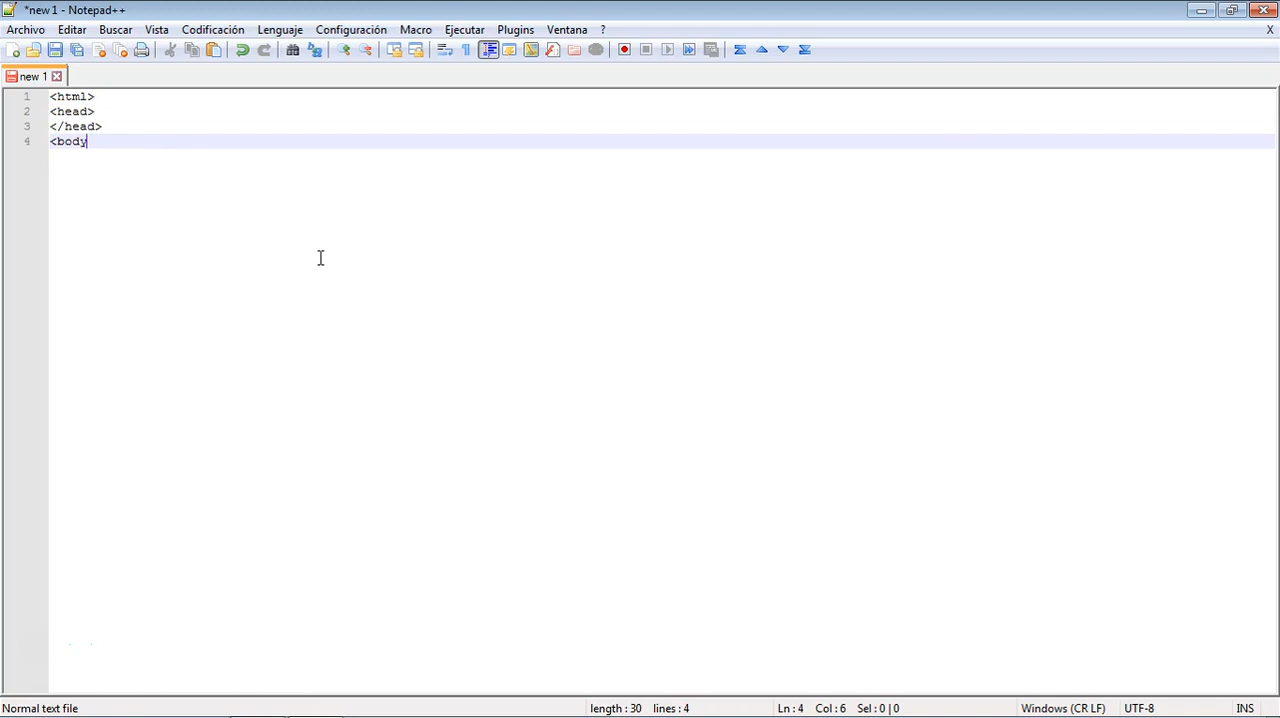 *new 1 - Notepad++
Archivo Editar Buscar Vista Codificación Lenguaje Configuración Macro Ejecutar Plugins Ventana ? X
new 1
1 <html>
2 <head>
3 </head>
4 <body
Normal text file length : 30 lines : 4 Ln : 4 Col : 6 Sel : 0 | 0 Windows (CR LF) UTF-8 INS